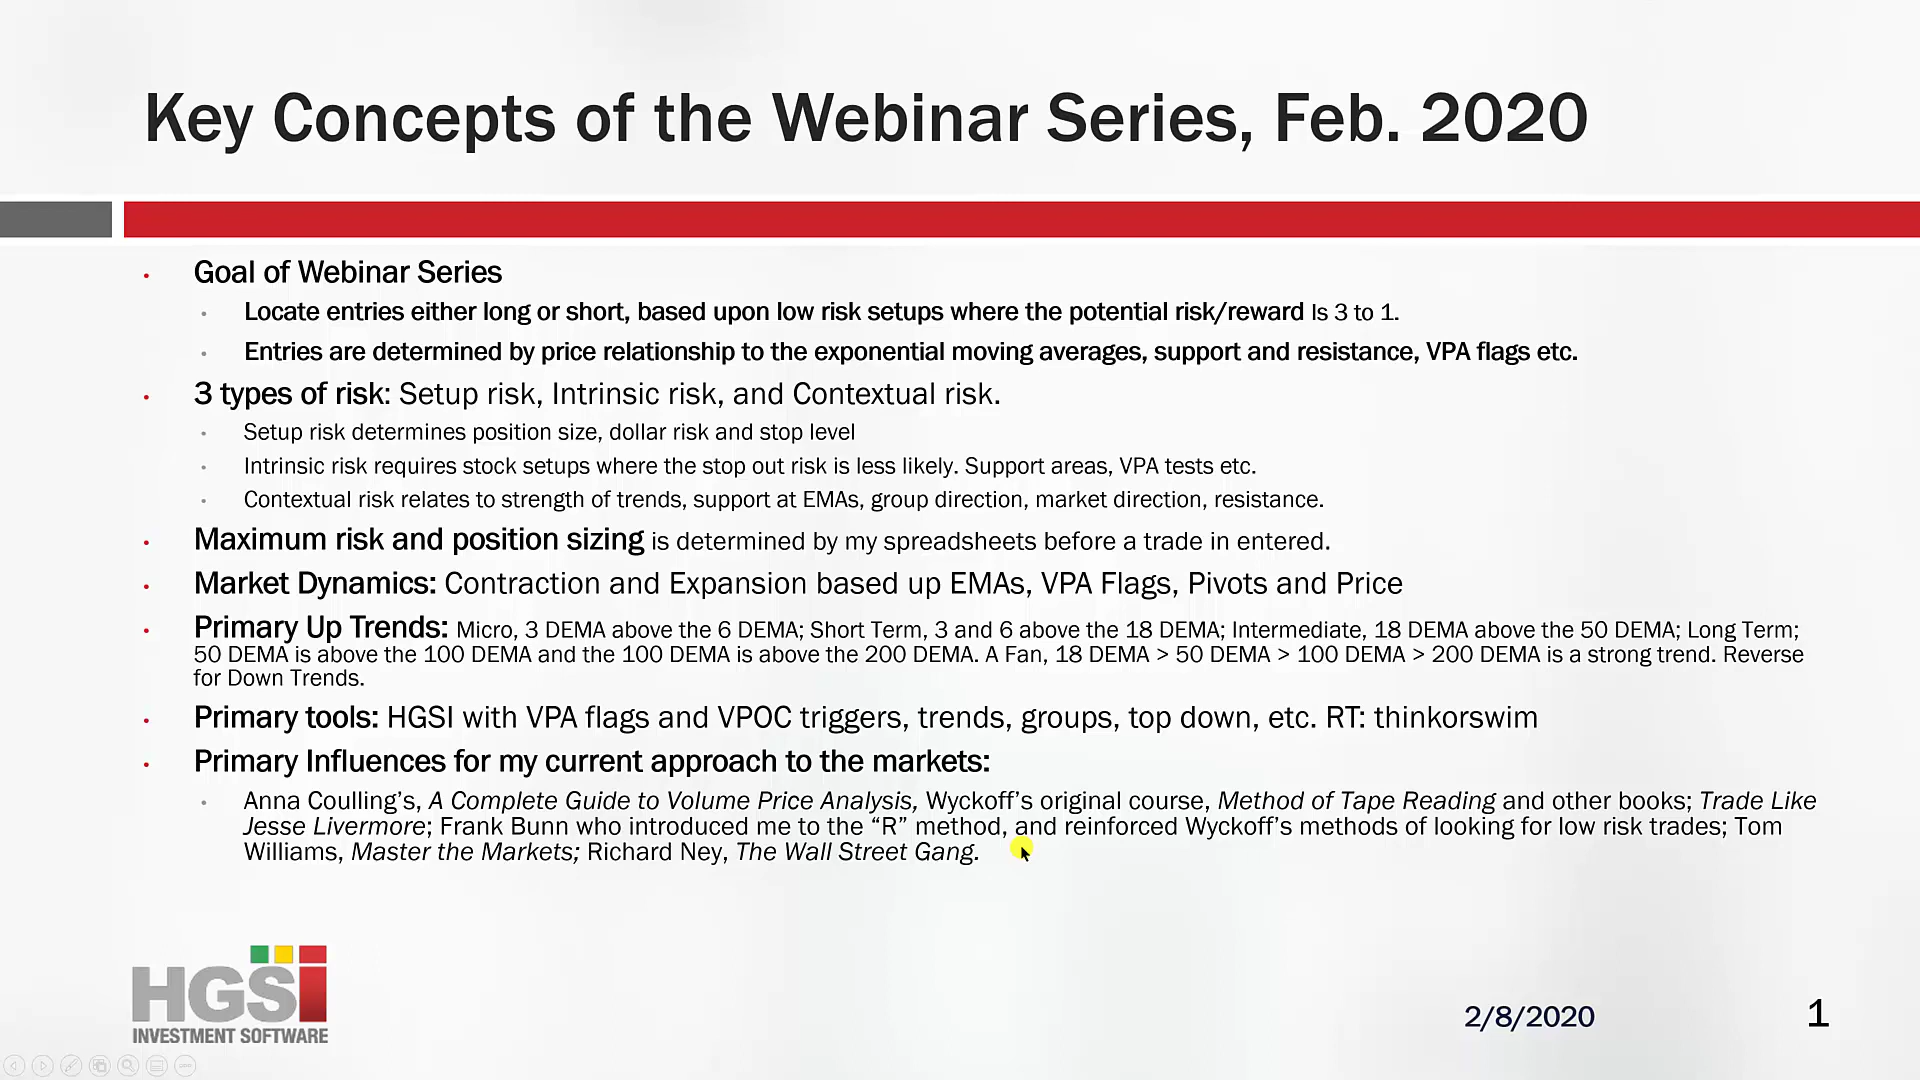 Key Concepts of the Webinar Series, Feb. 2020
• Goal of Webinar Series
• Locate entries either long or short, based upon low risk setups where the potential risk/reward Is 3 to 1.
• Entries are determined by price relationship to the exponential moving averages, support and resistance, VPA flags etc.
• 3 types of risk: Setup risk, Intrinsic risk, and Contextual risk.
• Setup risk determines position size, dollar risk and stop level
• Intrinsic risk requires stock setups where the stop out risk is less likely. Support areas, VPA tests etc.
• Contextual risk relates to strength of trends, support at EMAs, group direction, market direction, resistance.
• Maximum risk and position sizing is determined by my spreadsheets before a trade in entered.
• Market Dynamics: Contraction and Expansion based up EMAs, VPA Flags, Pivots and Price
• Primary Up Trends: Micro, 3 DEMA above the 6 DEMA; Short Term, 3 and 6 above the 18 DEMA; Intermediate, 18 DEMA above the 50 DEMA; Long Term;
50 DEMA is above the 100 DEMA and the 100 DEMA is above the 200 DEMA. A Fan, 18 DEMA > 50 DEMA > 100 DEMA > 200 DEMA is a strong trend. Reverse
for Down Trends.
• Primary tools: HGSI with VPA flags and VPOC triggers, trends, groups, top down, etc. RT: thinkorswim
• Primary Influences for my current approach to the markets:
• Anna Coulling’s, A Complete Guide to Volume Price Analysis, Wyckoff’s original course, Method of Tape Reading and other books; Trade Like
Jesse Livermore; Frank Bunn who introduced me to the “R” method, and reinforced Wyckoff’s methods of looking for low risk trades; Tom
Williams, Master the Markets; Richard Ney, The Wall Street Gang.
HGSi
INVESTMENT SOFTWARE
2/8/2020
1